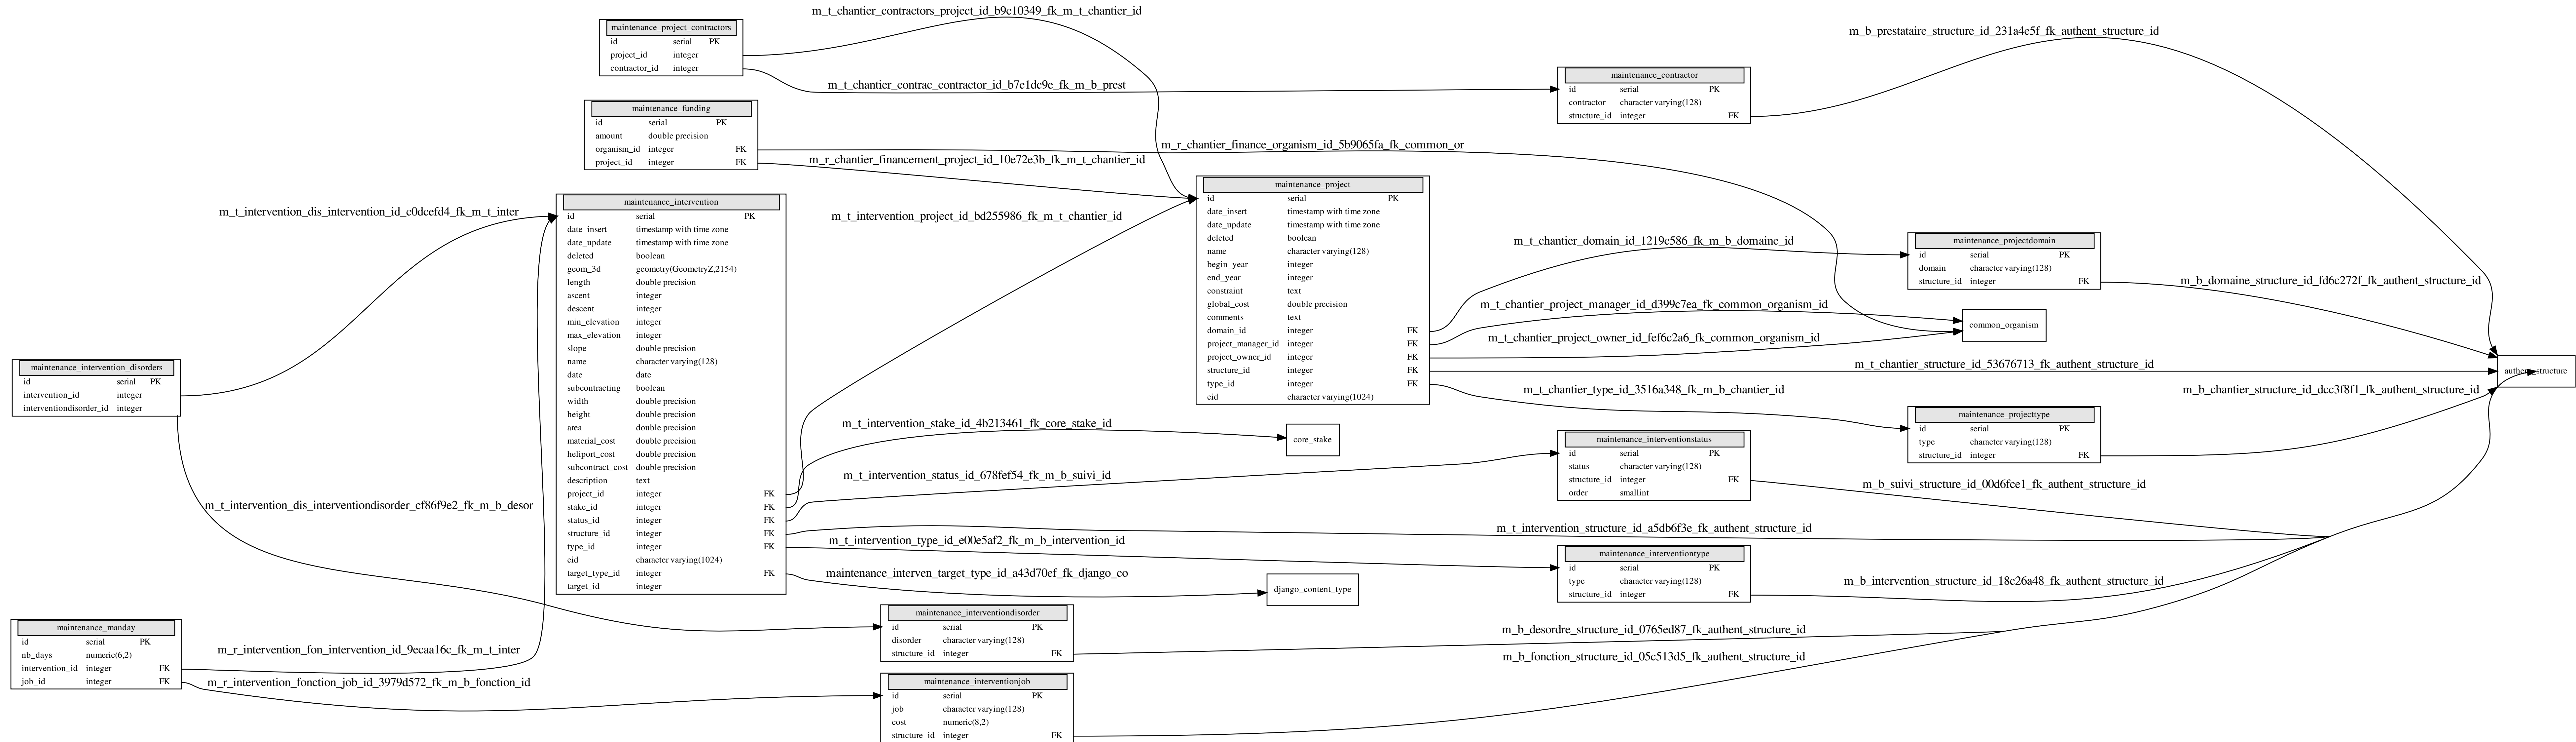 m_t_chantier_contractors_project_id_b9c10349_fk_m_t_chantier_id
maintenance_project_contractors
id serial PK
project_id integer
contractor_id integer
m_t_chantier_contrac_contractor_id_b7e1dc9e_fk_m_b_prest
m_b_prestataire_structure_id_231a4e5f_fk_authent_structure_id
maintenance_contractor
id serial PK
contractor character varying(128)
structure_id integer FK
maintenance_funding
id serial PK
amount double precision
organism_id integer FK
project_id integer FK
m_r_chantier_finance_organism_id_5b9065fa_fk_common_or
m_r_chantier_financement_project_id_10e72e3b_fk_m_t_chantier_id
m_t_intervention_dis_intervention_id_c0dcefd4_fk_m_t_inter
maintenance_intervention
id serial PK
date_insert timestamp with time zone
date_update timestamp with time zone
deleted boolean
geom_3d geometry(GeometryZ,2154)
length double precision
ascent integer
descent integer
min_elevation integer
max_elevation integer
slope double precision
name character varying(128)
date date
subcontracting boolean
width double precision
height double precision
area double precision
material_cost double precision
heliport_cost double precision
subcontract_cost double precision
description text
project_id integer FK
stake_id integer FK
status_id integer FK
structure_id integer FK
type_id integer FK
eid character varying(1024)
target_type_id integer FK
target_id integer
m_t_intervention_project_id_bd255986_fk_m_t_chantier_id
maintenance_project
id serial PK
date_insert timestamp with time zone
date_update timestamp with time zone
deleted boolean
name character varying(128)
begin_year integer
end_year integer
constraint text
global_cost double precision
comments text
domain_id integer FK
project_manager_id integer FK
project_owner_id integer FK
structure_id integer FK
type_id integer FK
eid character varying(1024)
m_t_chantier_domain_id_1219c586_fk_m_b_domaine_id
maintenance_projectdomain
id serial PK
domain character varying(128)
structure_id integer FK
m_b_domaine_structure_id_fd6c272f_fk_authent_structure_id
m_t_chantier_project_manager_id_d399c7ea_fk_common_organism_id
common_organism
m_t_chantier_project_owner_id_fef6c2a6_fk_common_organism_id
m_t_chantier_structure_id_53676713_fk_authent_structure_id
authent_structure
m_t_chantier_type_id_3516a348_fk_m_b_chantier_id
m_b_chantier_structure_id_dcc3f8f1_fk_authent_structure_id
maintenance_projecttype
id serial PK
type character varying(128)
structure_id integer FK
maintenance_intervention_disorders
id serial PK
intervention_id integer
interventiondisorder_id integer
m_t_intervention_stake_id_4b213461_fk_core_stake_id
core_stake
m_t_intervention_status_id_678fef54_fk_m_b_suivi_id
maintenance_interventionstatus
id serial PK
status character varying(128)
structure_id integer FK
order smallint
m_b_suivi_structure_id_00d6fce1_fk_authent_structure_id
m_t_intervention_dis_interventiondisorder_cf86f9e2_fk_m_b_desor
m_t_intervention_structure_id_a5db6f3e_fk_authent_structure_id
m_t_intervention_type_id_e00e5af2_fk_m_b_intervention_id
maintenance_interventiontype
id serial PK
type character varying(128)
structure_id integer FK
m_b_intervention_structure_id_18c26a48_fk_authent_structure_id
maintenance_interven_target_type_id_a43d70ef_fk_django_co
django_content_type
maintenance_interventiondisorder
id serial PK
disorder character varying(128)
structure_id integer FK
m_b_desordre_structure_id_0765ed87_fk_authent_structure_id
maintenance_manday
id serial PK
nb_days numeric(6,2)
intervention_id integer FK
job_id integer FK
m_r_intervention_fon_intervention_id_9ecaa16c_fk_m_t_inter
m_r_intervention_fonction_job_id_3979d572_fk_m_b_fonction_id
m_b_fonction_structure_id_05c513d5_fk_authent_structure_id
maintenance_interventionjob
id serial PK
job character varying(128)
cost numeric(8,2)
structure_id integer FK